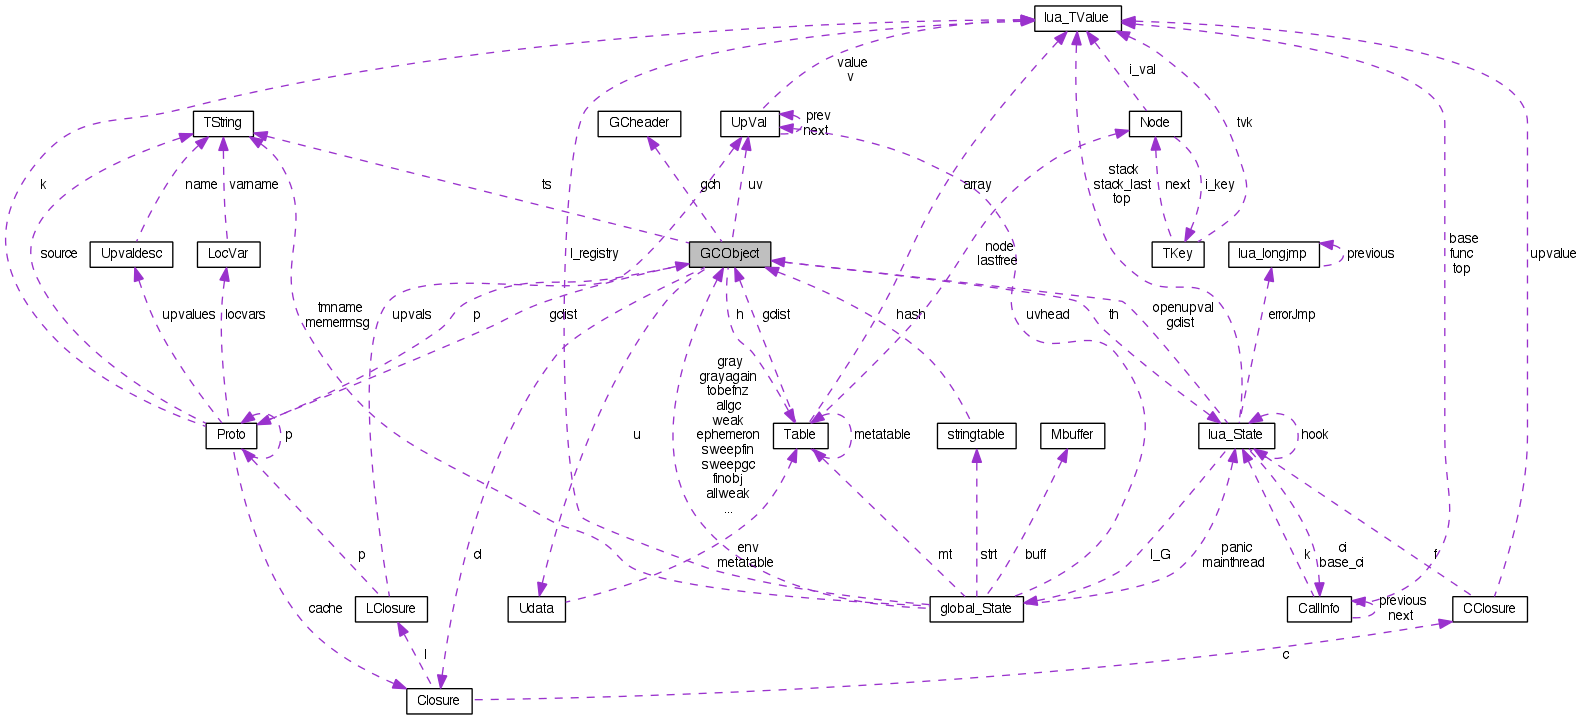 lua_TValue
value
v
i_val
TString
GCheader
UpVal
prev
next
Node
tvk
k
name
varname
ts
gch
uv
array
stack
stack_last
top
next
i_key
source
Upvaldesc
LocVar
l_registry
GCObject
node
lastfree
TKey
lua_longjmp
previous
base
func
top
upvalue
upvalues
locvars
tmname
memerrmsg
upvals
p
gclist
h
gclist
hash
uvhead
th
openupval
gclist
errorJmp
gray
grayagain
tobefnz
allgc
weak
ephemeron
sweepfin
sweepgc
finobj
allweak
...
Proto
p
u
Table
metatable
stringtable
Mbuffer
lua_State
hook
p
cl
env
metatable
mt
strt
buff
l_G
panic
mainthread
k
ci
base_ci
f
cache
LClosure
Udata
global_State
CallInfo
previous
next
CClosure
l
c
Closure